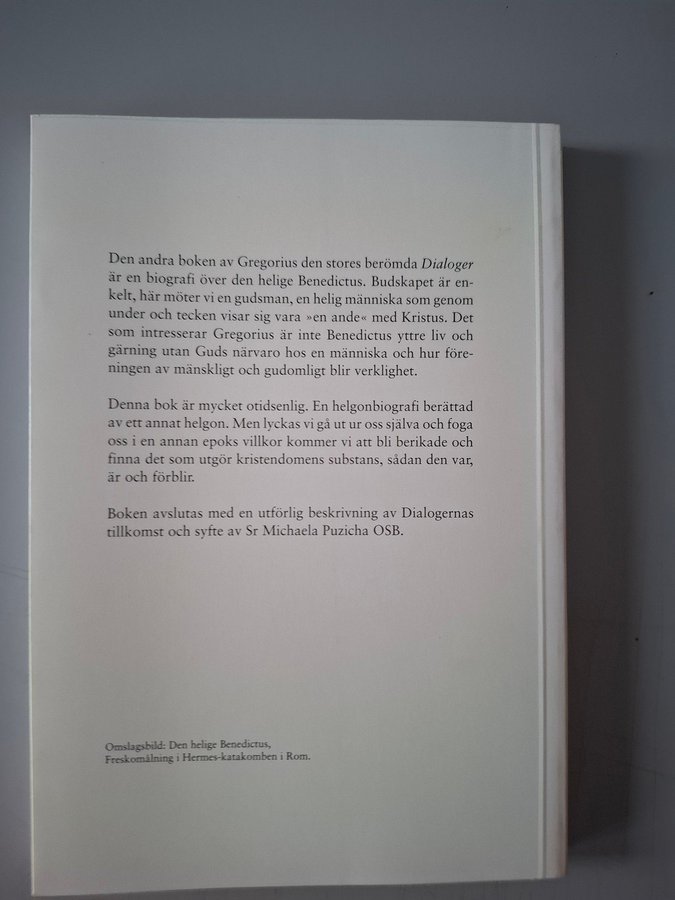 Den andra boken av Gregorius den stores berömda Dialoger
är en biografi över den helige Benedictus. Budskapet är en-
kelt, här möter vi en gudsman, en helig människa som genom
under och tecken visar sig vara »en ande« med Kristus. Det
som intresserar Gregorius är inte Benedictus yttre liv och
gärning utan Guds närvaro hos en människa och hur före-
ningen av mänskligt och gudomligt blir verklighet.
Denna bok är mycket otidsenlig. En helgonbiografi berättad
av ett annat helgon. Men lyckas vi gå ut ur oss själva och foga
oss i en annan epoks villkor kommer vi att bli berikade och
finna det som utgör kristendomens substans, sådan den var,
är och förblir.
Boken avslutas med en utförlig beskrivning av Dialogernas
tillkomst och syfte av Sr Michaela Puzicha OSB.
Omslagsbild: Den helige Benedictus,
Freskomålning i Hermes-katakomben i Rom.